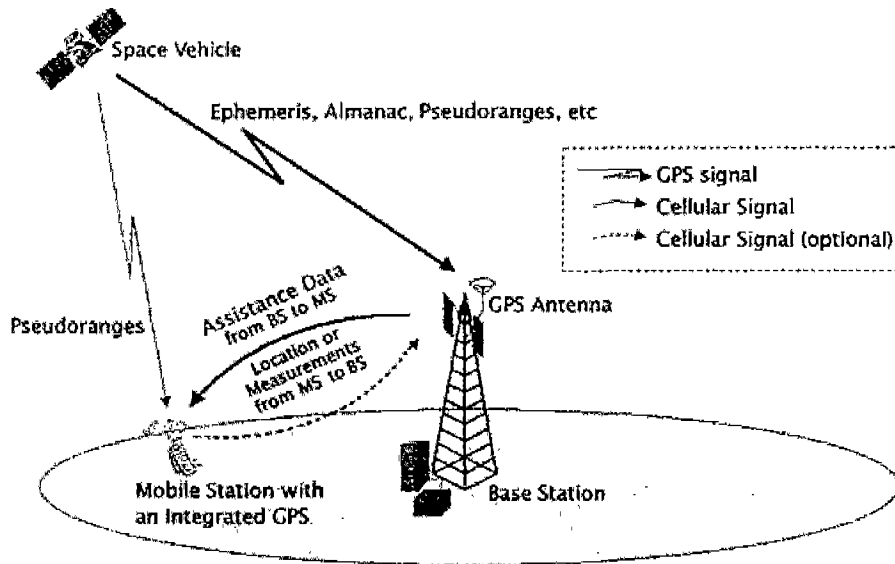 Space Vehicle
Ephemeris, Almanac, Pseudoranges, etc
GPS signal
Cellular Signal
Cellular Signal (optional)
GPS Antenna
Assistance Data
from BS to MS
Pseudoranges
Location or
Measurements
from MS to BS
Mobile Station with
an Integrated GPS.
Base Station